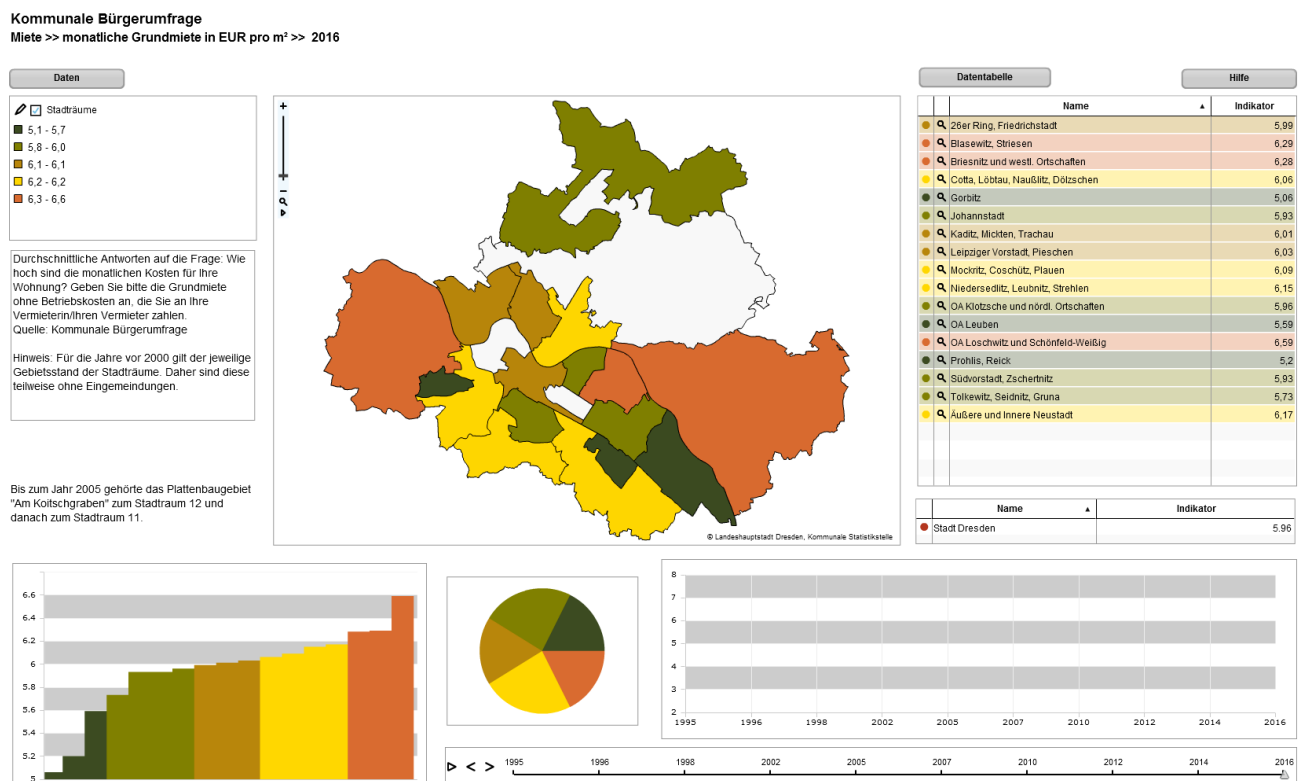 Kommunale Bürgerumfrage
Miete >> monatliche Grundmiete in EUR pro m² >> 2016
Daten
Stadträume
5,1 - 5,7
5,8 - 6,0
6,1 - 6,1
6,2 - 6,2
6,3 - 6,6
Durchschnittliche Antworten auf die Frage: Wie
hoch sind die monatlichen Kosten für Ihre
Wohnung? Geben Sie bitte die Grundmiete
ohne Betriebskosten an, die Sie an Ihre
Vermieterin/Ihren Vermieter zahlen.
Quelle: Kommunale Bürgerumfrage
Hinweis: Für die Jahre vor 2000 gilt der jeweilige
Gebietsstand der Stadträume. Daher sind diese
teilweise ohne Eingemeindungen.
Bis zum Jahr 2005 gehörte das Plattenbaugebiet
"Am Koitschgraben" zum Stadtraum 12 und
danach zum Stadtraum 11.
© Landeshauptstadt Dresden, Kommunale Statistikstelle
Datentabelle
Hilfe
Name Indikator
26er Ring, Friedrichstadt 5,99
Blasewitz, Striesen 6,29
Briesnitz und westl. Ortschaften 6,28
Cotta, Löbtau, Naußlitz, Dölzschen 6,06
Gorbitz 5,06
Johannstadt 5,93
Kaditz, Mickten, Trachau 6,01
Leipziger Vorstadt, Pieschen 6,03
Mockritz, Coschütz, Plauen 6,09
Niedersedlitz, Leubnitz, Strehlen 6,15
OA Klotzsche und nördl. Ortschaften 5,96
OA Leuben 5,59
OA Loschwitz und Schönfeld-Weißig 6,59
Prohlis, Reick 5,2
Südvorstadt, Zschertnitz 5,93
Tolkewitz, Seidnitz, Gruna 5,73
Äußere und Innere Neustadt 6,17
Name Indikator
Stadt Dresden 5.96
6.6
6.4
6.2
6
5.8
5.6
5.4
5.2
5
8
7
6
5
4
3
2
1995 1996 1998 2002 2005 2007 2010 2012 2014 2016
1995 1996 1998 2002 2005 2007 2010 2012 2014 2016